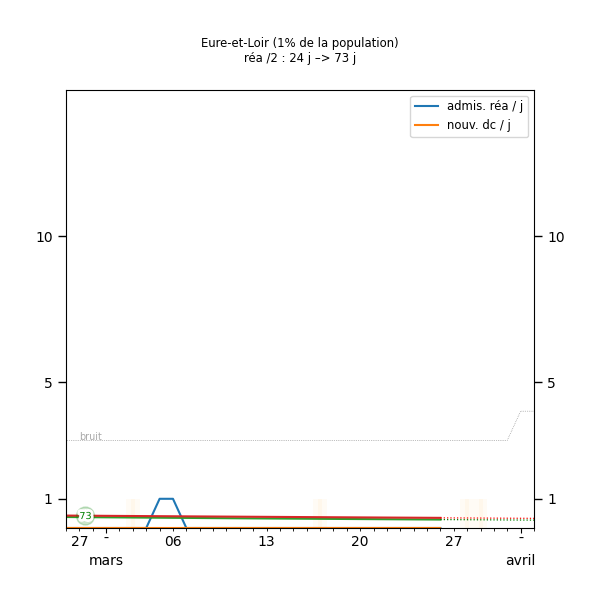 Eure-et-Loir (1% de la population)
réa /2 : 24 j –> 73 j
admis. réa / j
nouv. dc / j
10 10
5 5
bruit
1 1
73
27 - 06 13 20 27 -
mars avril